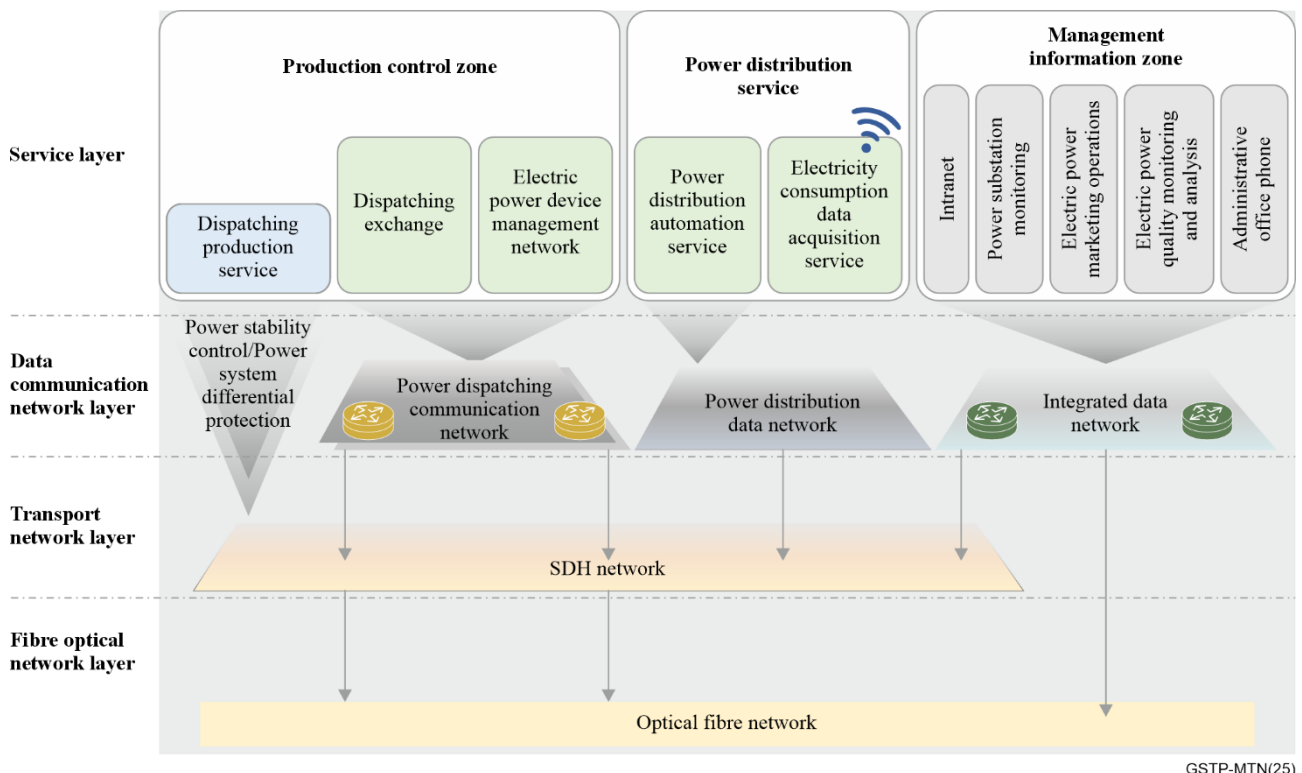 Production control zone
Power distribution
service
Management
information zone
Service layer
Dispatching
production
service
Dispatching
exchange
Electric
power device
management
network
Power
distribution
automation
service
Electricity
consumption
data
acquisition
service
Intranet
Power substation
monitoring
Electric power
marketing operations
Electric power
quality monitoring
and analysis
Administrative
office phone
Data
communication
network layer
Power stability
control/Power
system
differential
protection
Power dispatching
communication
network
Power distribution
data network
Integrated data
network
Transport
network layer
SDH network
Fibre optical
network layer
Optical fibre network
GSTP-MTN(25)